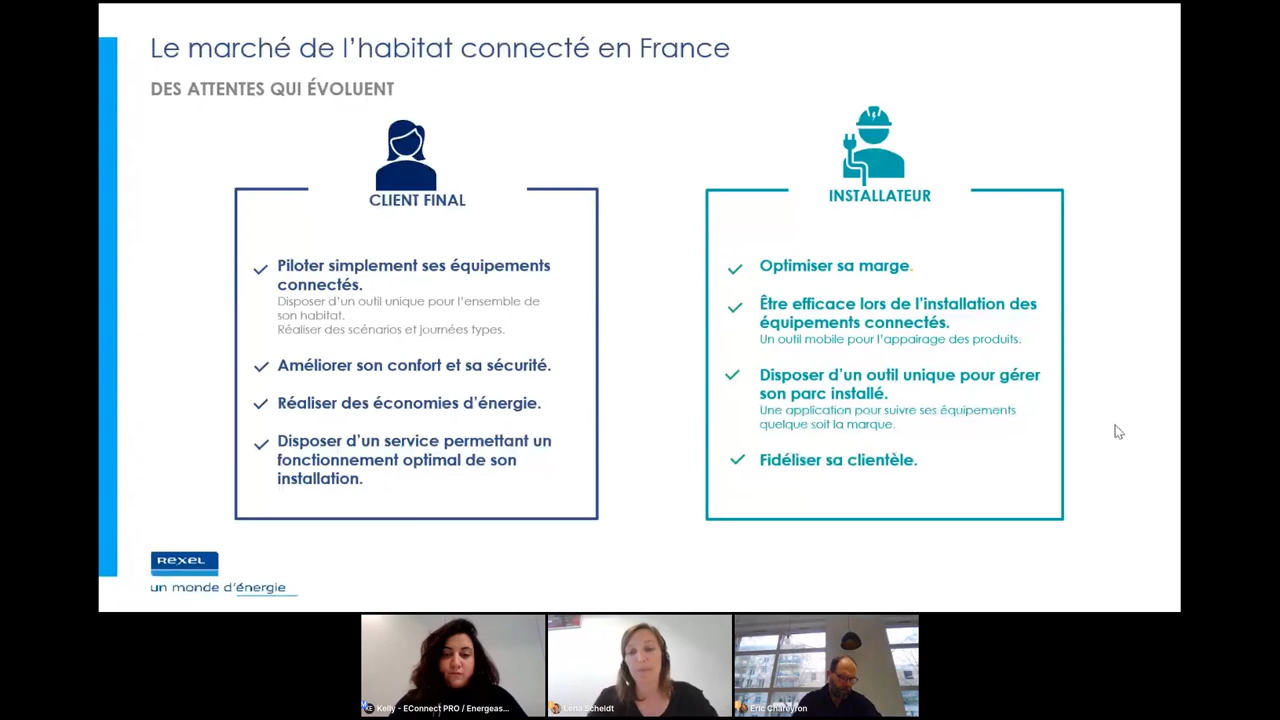 Le marché de l'habitat connecté en France
DES ATTENTES QUI ÉVOLUENT
CLIENT FINAL
Piloter simplement ses équipements
connectés.
Disposer d'un outil unique pour l'ensemble de
son habitat.
Réaliser des scénarios et journées types.
Améliorer son confort et sa sécurité.
Réaliser des économies d'énergie.
Disposer d'un service permettant un
fonctionnement optimal de son
installation.
INSTALLATEUR
Optimiser sa marge.
Être efficace lors de l'installation des
équipements connectés.
Un outil mobile pour l'appairage des produits.
Disposer d'un outil unique pour gérer
son parc installé.
Une application pour suivre ses équipements
quelque soit la marque.
Fidéliser sa clientèle.
REXEL
un monde d'énergie
KE Kelly - EConnect PRO / Energeas...
Léna Scheidt
Eric Chareyron